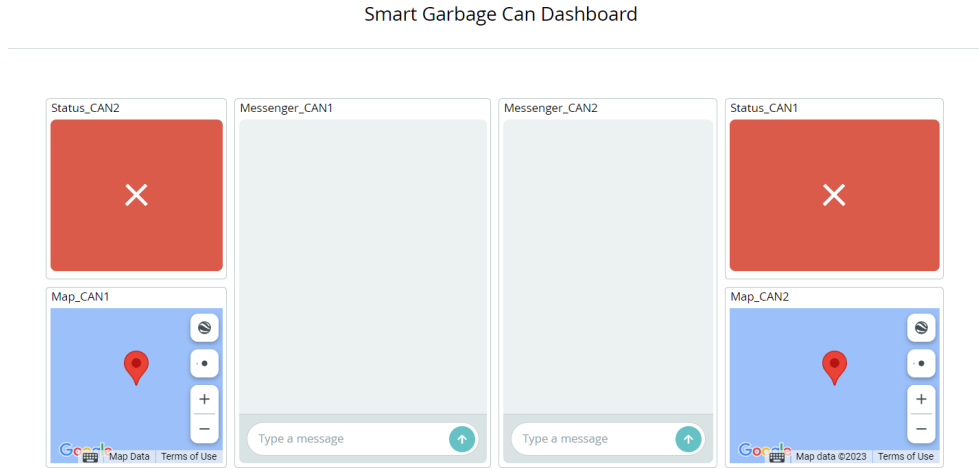 Smart Garbage Can Dashboard
Status_CAN2
Messenger_CAN1
Messenger_CAN2
Status_CAN1
Type a message
Type a message
Map_CAN1
Google
Map Data
Terms of Use
Map_CAN2
Google
Map data ©2023
Terms of Use